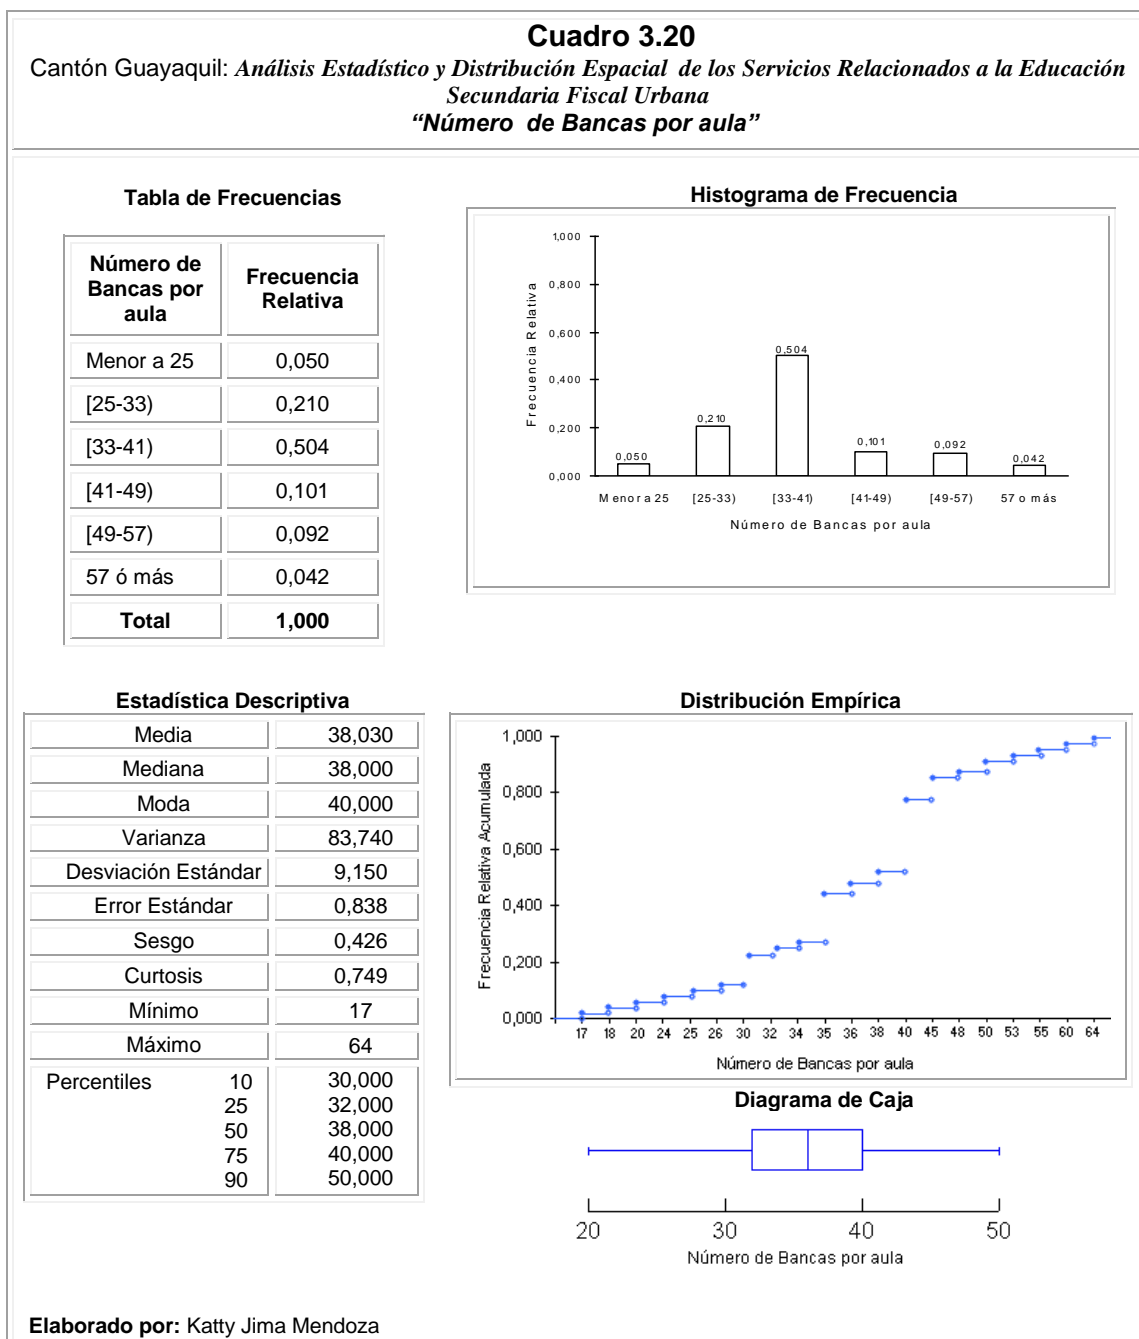 Cuadro 3.20
Cantón Guayaquil: Análisis Estadístico y Distribución Espacial de los Servicios Relacionados a la Educación
Secundaria Fiscal Urbana
“Número de Bancas por aula”
Tabla de Frecuencias
Número de
Bancas por
aula
Frecuencia
Relativa
Menor a 25 0,050
[25-33) 0,210
[33-41) 0,504
[41-49) 0,101
[49-57) 0,092
57 ó más 0,042
Total 1,000
Histograma de Frecuencia
Frecuencia Relativa
1,000
0,800
0,600
0,400
0,200
0,000
0,050
0,210
0,504
0,101
0,092
0,042
Menor a 25 [25-33) [33-41) [41-49) [49-57) 57 o más
Número de Bancas por aula
Estadística Descriptiva
Media 38,030
Mediana 38,000
Moda 40,000
Varianza 83,740
Desviación Estándar 9,150
Error Estándar 0,838
Sesgo 0,426
Curtosis 0,749
Mínimo 17
Máximo 64
Percentiles 10 30,000
25 32,000
50 38,000
75 40,000
90 50,000
Distribución Empírica
Frecuencia Relativa Acumulada
1,000
0,800
0,600
0,400
0,200
0,000
17 18 20 24 25 26 30 32 34 35 36 38 40 45 48 50 53 55 60 64
Número de Bancas por aula
Diagrama de Caja
20 30 40 50
Número de Bancas por aula
Elaborado por: Katty Jima Mendoza